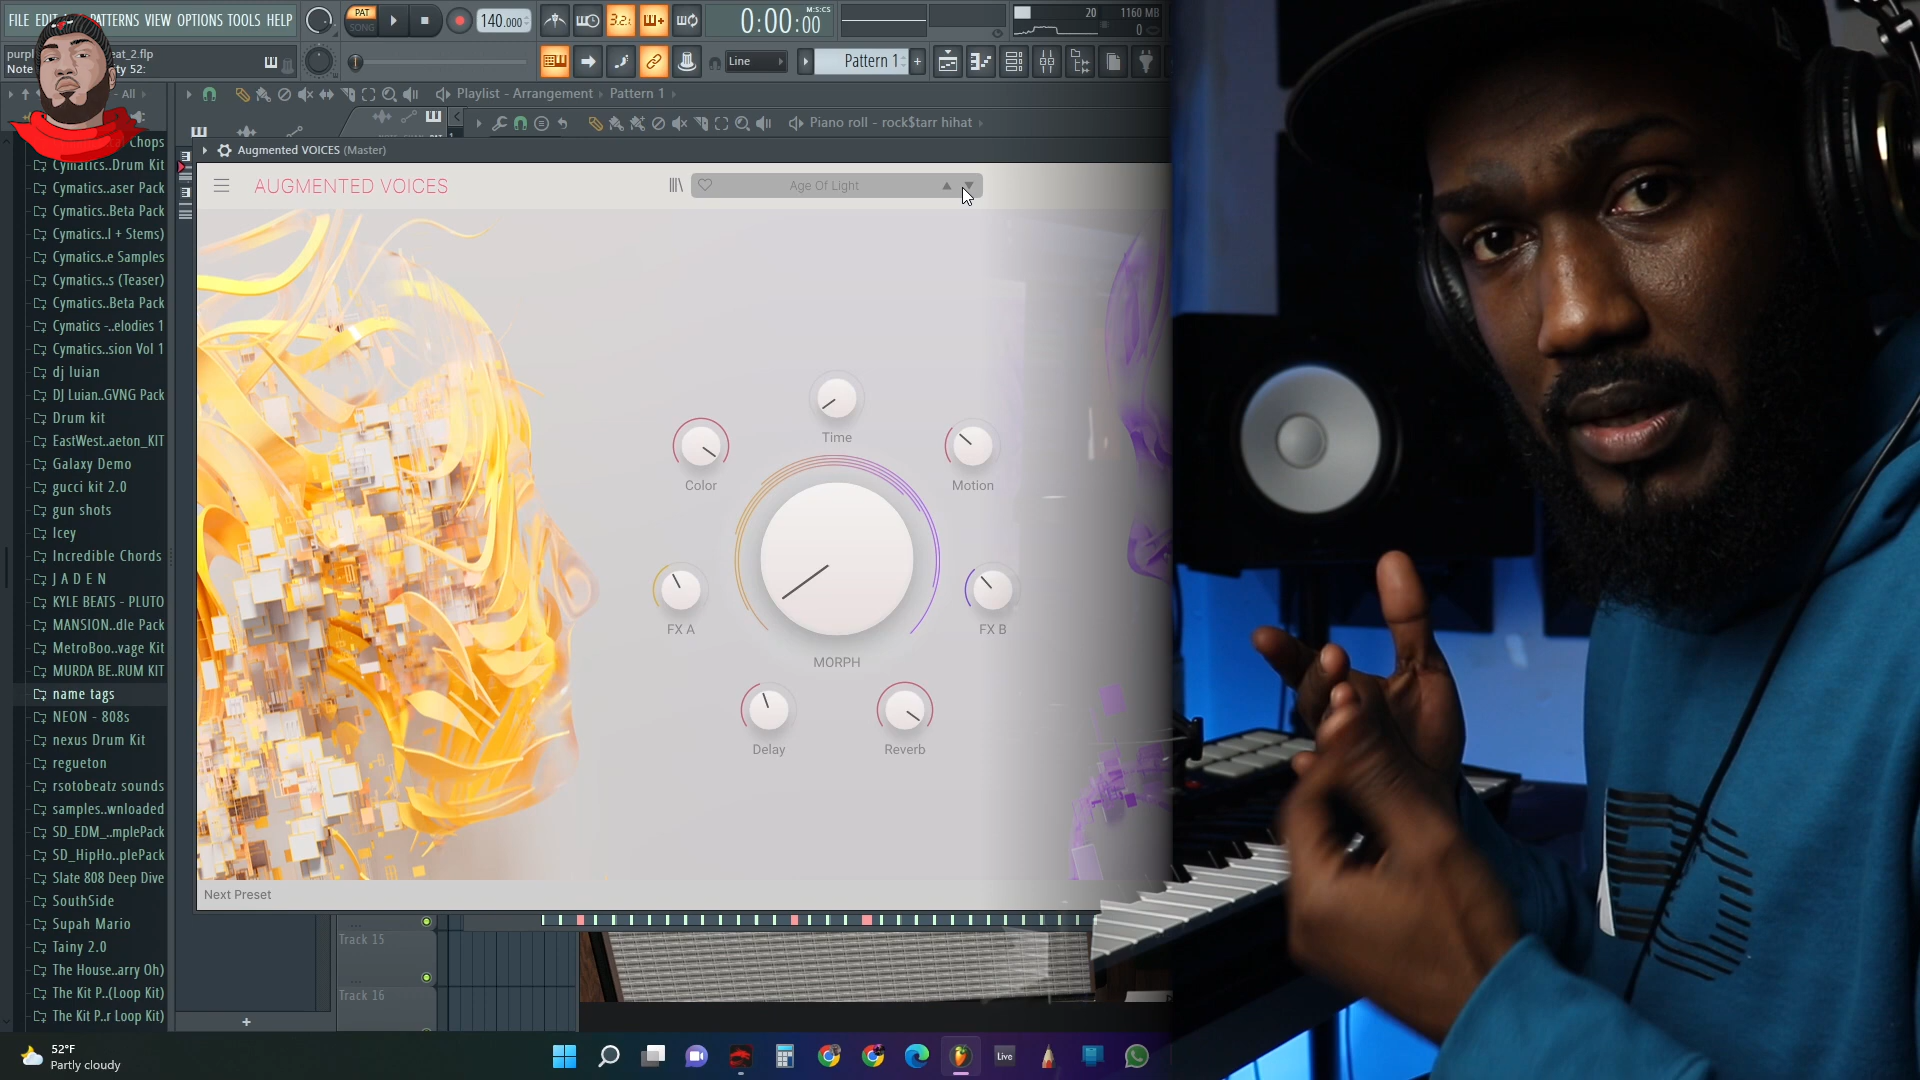 FILE
PATTERNS VIEW OPTIONS TOOLS HELP
PAT
SONG
140.000
3.2:
0:00:00
M:S:CS
20
1160 MB
0
eat_2.flp
Note
Line
Pattern 1
All
Playlist - Arrangement
Pattern 1
Piano roll - rock$tarr hihat
Augmented VOICES (Master)
AUGMENTED VOICES
Age Of Light
Time
Color
Motion
FX A
FX B
MORPH
Delay
Reverb
Next Preset
Chops
Cymatics..Drum Kit
Cymatics..aser Pack
Cymatics..Beta Pack
Cymatics..l + Stems)
Cymatics..e Samples
Cymatics..s (Teaser)
Cymatics..Beta Pack
Cymatics -..elodies 1
Cymatics..sion Vol 1
dj luian
DJ Luian..GVNG Pack
Drum kit
EastWest..aeton_KIT
Galaxy Demo
gucci kit 2.0
gun shots
Icey
Incredible Chords
J A D E N
KYLE BEATS - PLUTO
MANSION..dle Pack
MetroBoo..vage Kit
MURDA BE..RUM KIT
name tags
NEON - 808s
nexus Drum Kit
regueton
rsotobeatz sounds
samples..wnloaded
SD_EDM_..mplePack
SD_HipHo..plePack
Slate 808 Deep Dive
SouthSide
Supah Mario
Tainy 2.0
The House..arry Oh)
The Kit P..(Loop Kit)
The Kit P..r Loop Kit)
Track 15
Track 16
52°F
Partly cloudy
Live